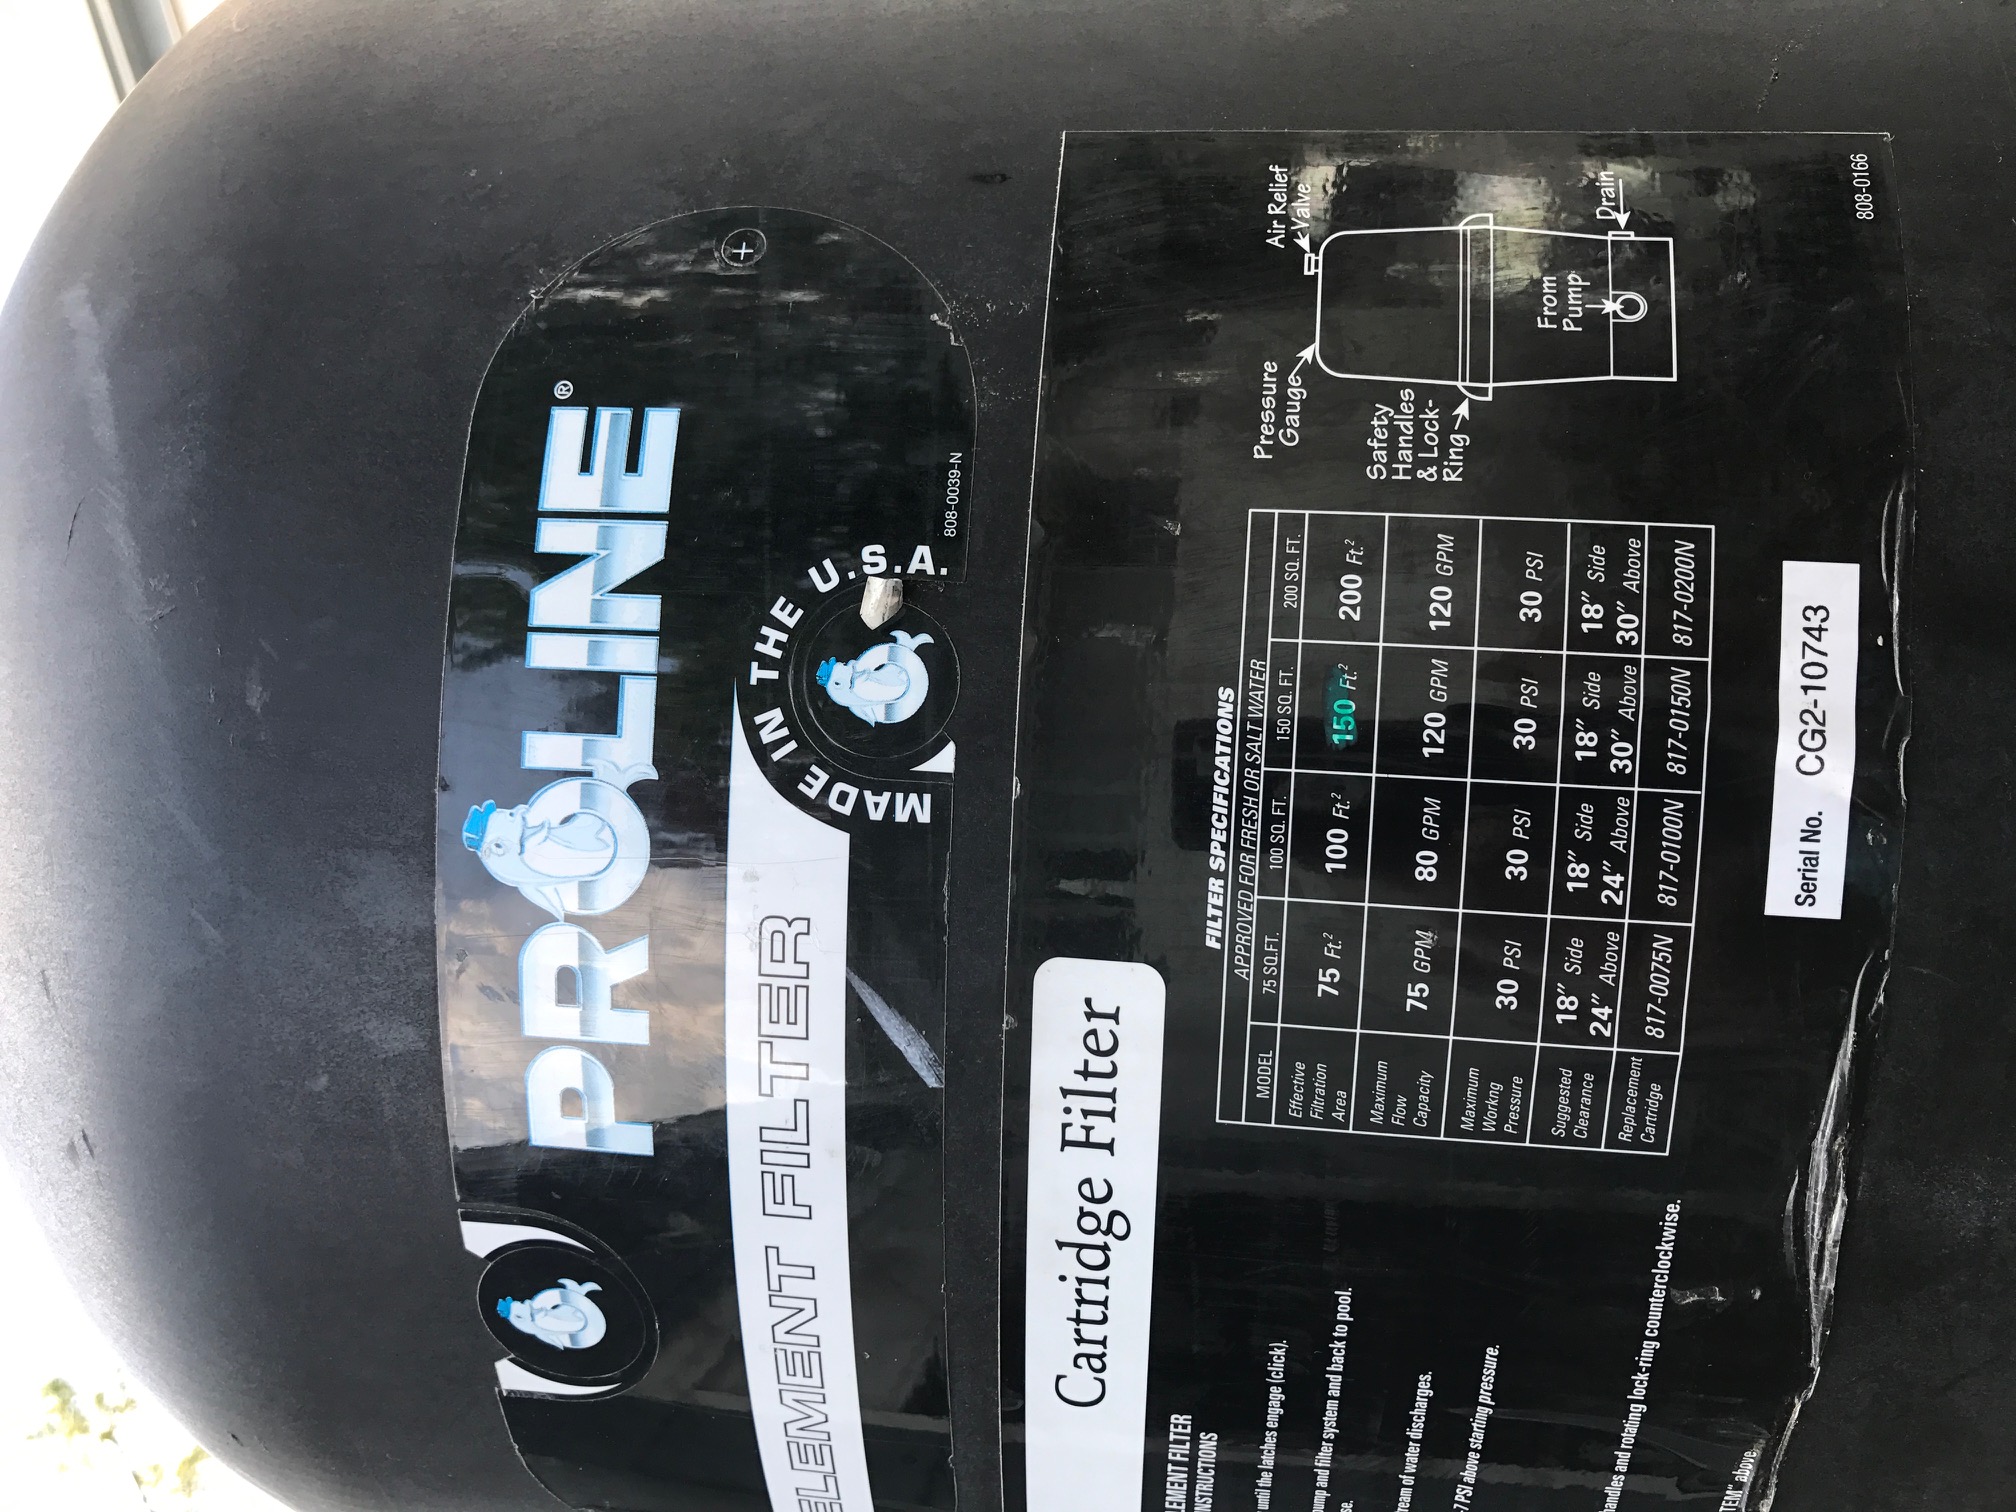 PROLINE®
+
ELEMENT FILTER
MADE IN THE U.S.A.
808-0039-N
Cartridge Filter
ELEMENT FILTER
INSTRUCTIONS
until the latches engage (click).
pump and filter system and back to pool.
stream of water discharges.
7 PSI above starting pressure.
handles and rotating lock-ring counterclockwise.
above
FILTER SPECIFICATIONS
APPROVED FOR FRESH OR SALT WATER
MODEL 75 SQ.FT. 100 SQ. FT. 150 SQ. FT. 200 SQ. FT.
Effective Filtration Area 75 Ft.² 100 Ft.² 150 Ft.² 200 Ft.²
Maximum Flow Capacity 75 GPM 80 GPM 120 GPM 120 GPM
Maximum Workng Pressure 30 PSI 30 PSI 30 PSI 30 PSI
Suggested Clearance 18" Side 24" Above 18" Side 24" Above 18" Side 30" Above 18" Side 30" Above
Replacement Cartridge 817-0075N 817-0100N 817-0150N 817-0200N
Pressure Gauge
Air Relief Valve
Safety Handles & Lock-Ring
From Pump
Drain
Serial No. CG2-10743
808-0166